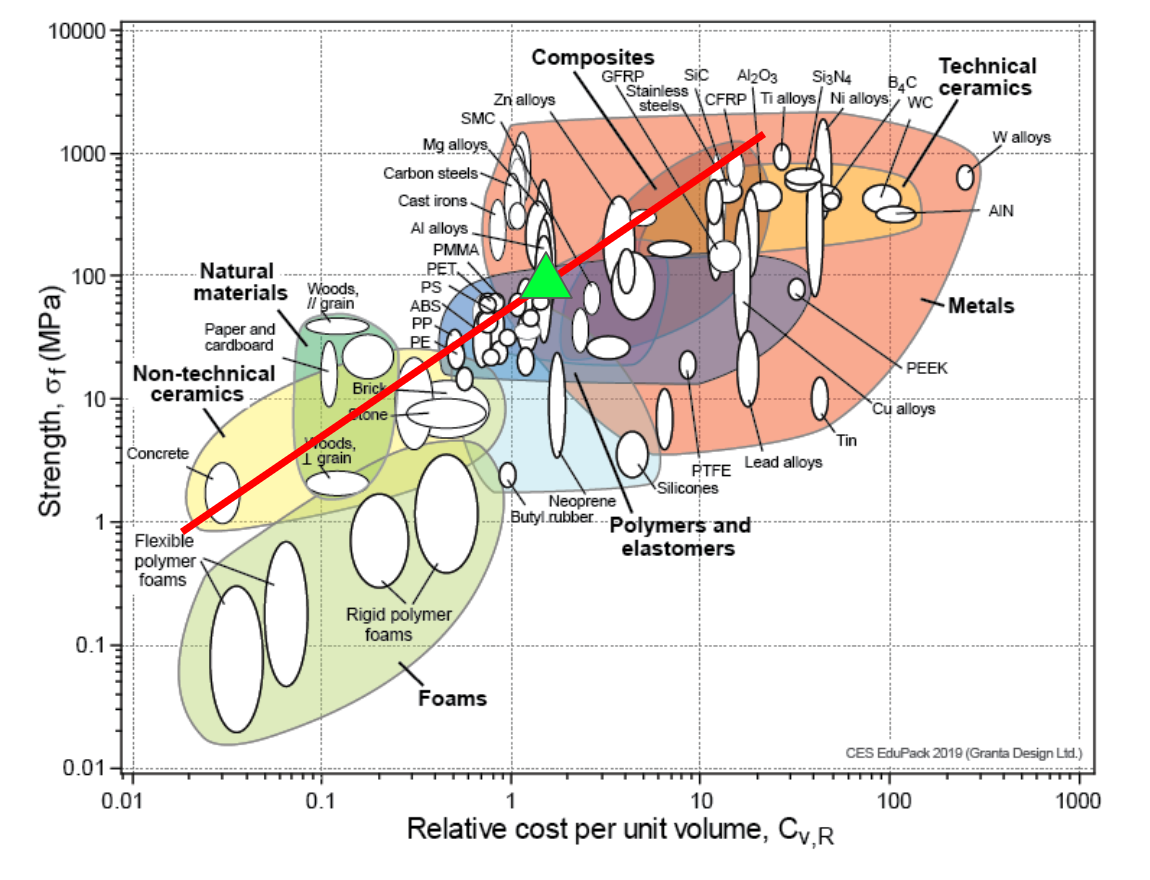 10000
1000
100
10
1
0.1
0.01
Strength, σf (MPa)
0.01
0.1
1
10
100
1000
Relative cost per unit volume, Cv,R
Composites
GFRP
Stainless
steels
SiC
CFRP
Al2O3
Ti alloys
Si3N4
Ni alloys
B4C
WC
Technical
ceramics
W alloys
AlN
Metals
Zn alloys
SMC
Mg alloys
Carbon steels
Cast irons
Al alloys
PMMA
PET
PS
ABS
PP
PE
Natural
materials
Woods,
// grain
Paper and
cardboard
Non-technical
ceramics
Brick
Stone
Concrete
Woods,
⊥ grain
Flexible
polymer
foams
Rigid polymer
foams
Foams
Butyl rubber
Neoprene
Silicones
Polymers and
elastomers
PTFE
Lead alloys
Tin
Cu alloys
PEEK
CES EduPack 2019 (Granta Design Ltd.)